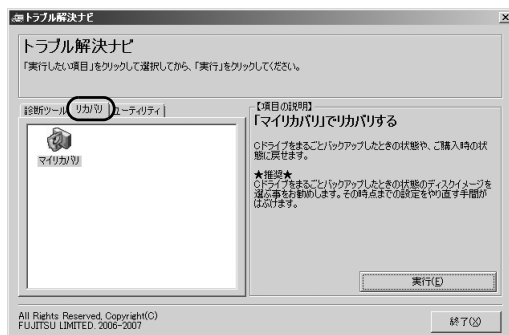 トラブル解決ナビ
トラブル解決ナビ
「実行したい項目」をクリックして選択してから、「実行」をクリックしてください。
診断ツール リカバリ ユーティリティ
マイリカバリ
【項目の説明】
「マイリカバリ」でリカバリする
Cドライブをまるごとバックアップしたときの状態や、ご購入時の状
態に戻せます。
★推奨★
Cドライブをまるごとバックアップしたときの状態のディスクイメージを
選ぶ事をお勧めします。その時点までの設定をやり直す手間が
はぶけます。
実行(E)
All Rights Reserved, Copyright(C)
FUJITSU LIMITED. 2006-2007
終了(X)